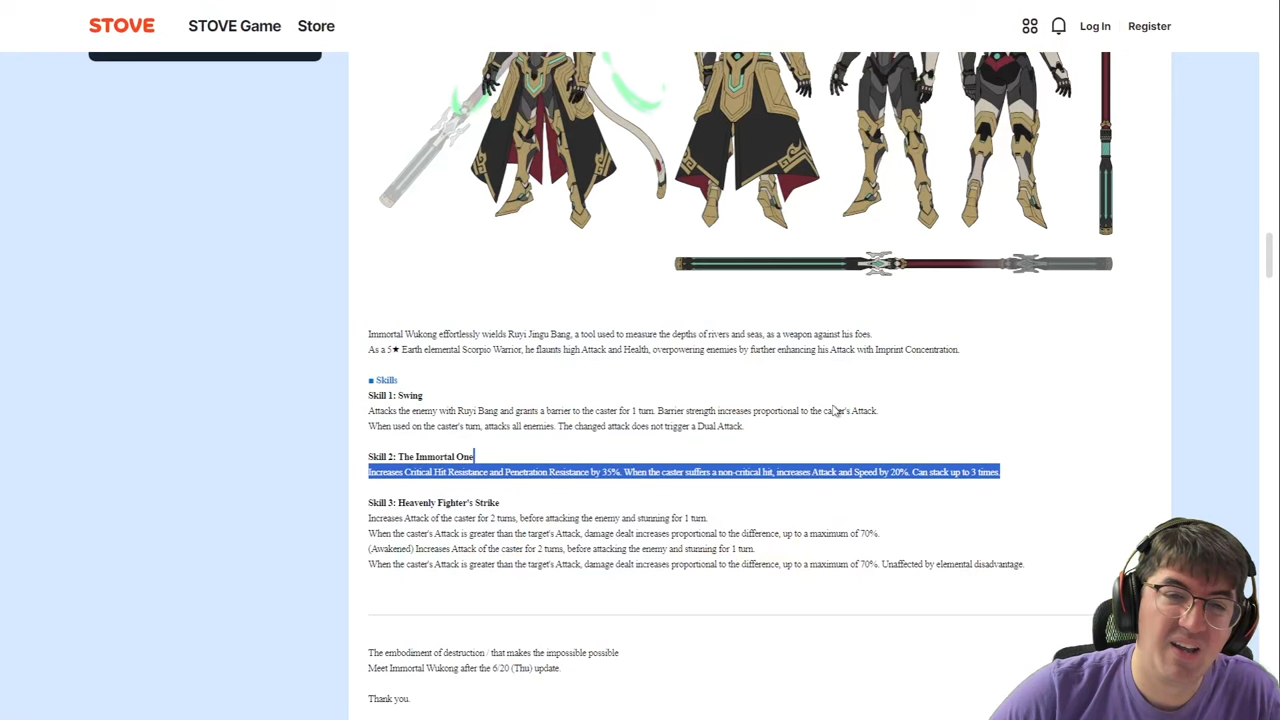 STOVE
STOVE Game
Store
Log In
Register
Immortal Wukong effortlessly wields Ruyi Jingu Bang, a tool used to measure the depths of rivers and seas, as a weapon against his foes.
As a 5★ Earth elemental Scorpio Warrior, he flaunts high Attack and Health, overpowering enemies by further enhancing his Attack with Imprint Concentration.
■ Skills
Skill 1: Swing
Attacks the enemy with Ruyi Bang and grants a barrier to the caster for 1 turn. Barrier strength increases proportional to the caster's Attack.
When used on the caster's turn, attacks all enemies. The changed attack does not trigger a Dual Attack.
Skill 2: The Immortal One
Increases Critical Hit Resistance and Penetration Resistance by 35%. When the caster suffers a non-critical hit, increases Attack and Speed by 20%. Can stack up to 3 times.
Skill 3: Heavenly Fighter's Strike
Increases Attack of the caster for 2 turns, before attacking the enemy and stunning for 1 turn.
When the caster's Attack is greater than the target's Attack, damage dealt increases proportional to the difference, up to a maximum of 70%.
(Awakened) Increases Attack of the caster for 2 turns, before attacking the enemy and stunning for 1 turn.
When the caster's Attack is greater than the target's Attack, damage dealt increases proportional to the difference, up to a maximum of 70%. Unaffected by elemental disadvantage.
The embodiment of destruction / that makes the impossible possible
Meet Immortal Wukong after the 6/20 (Thu) update.
Thank you.